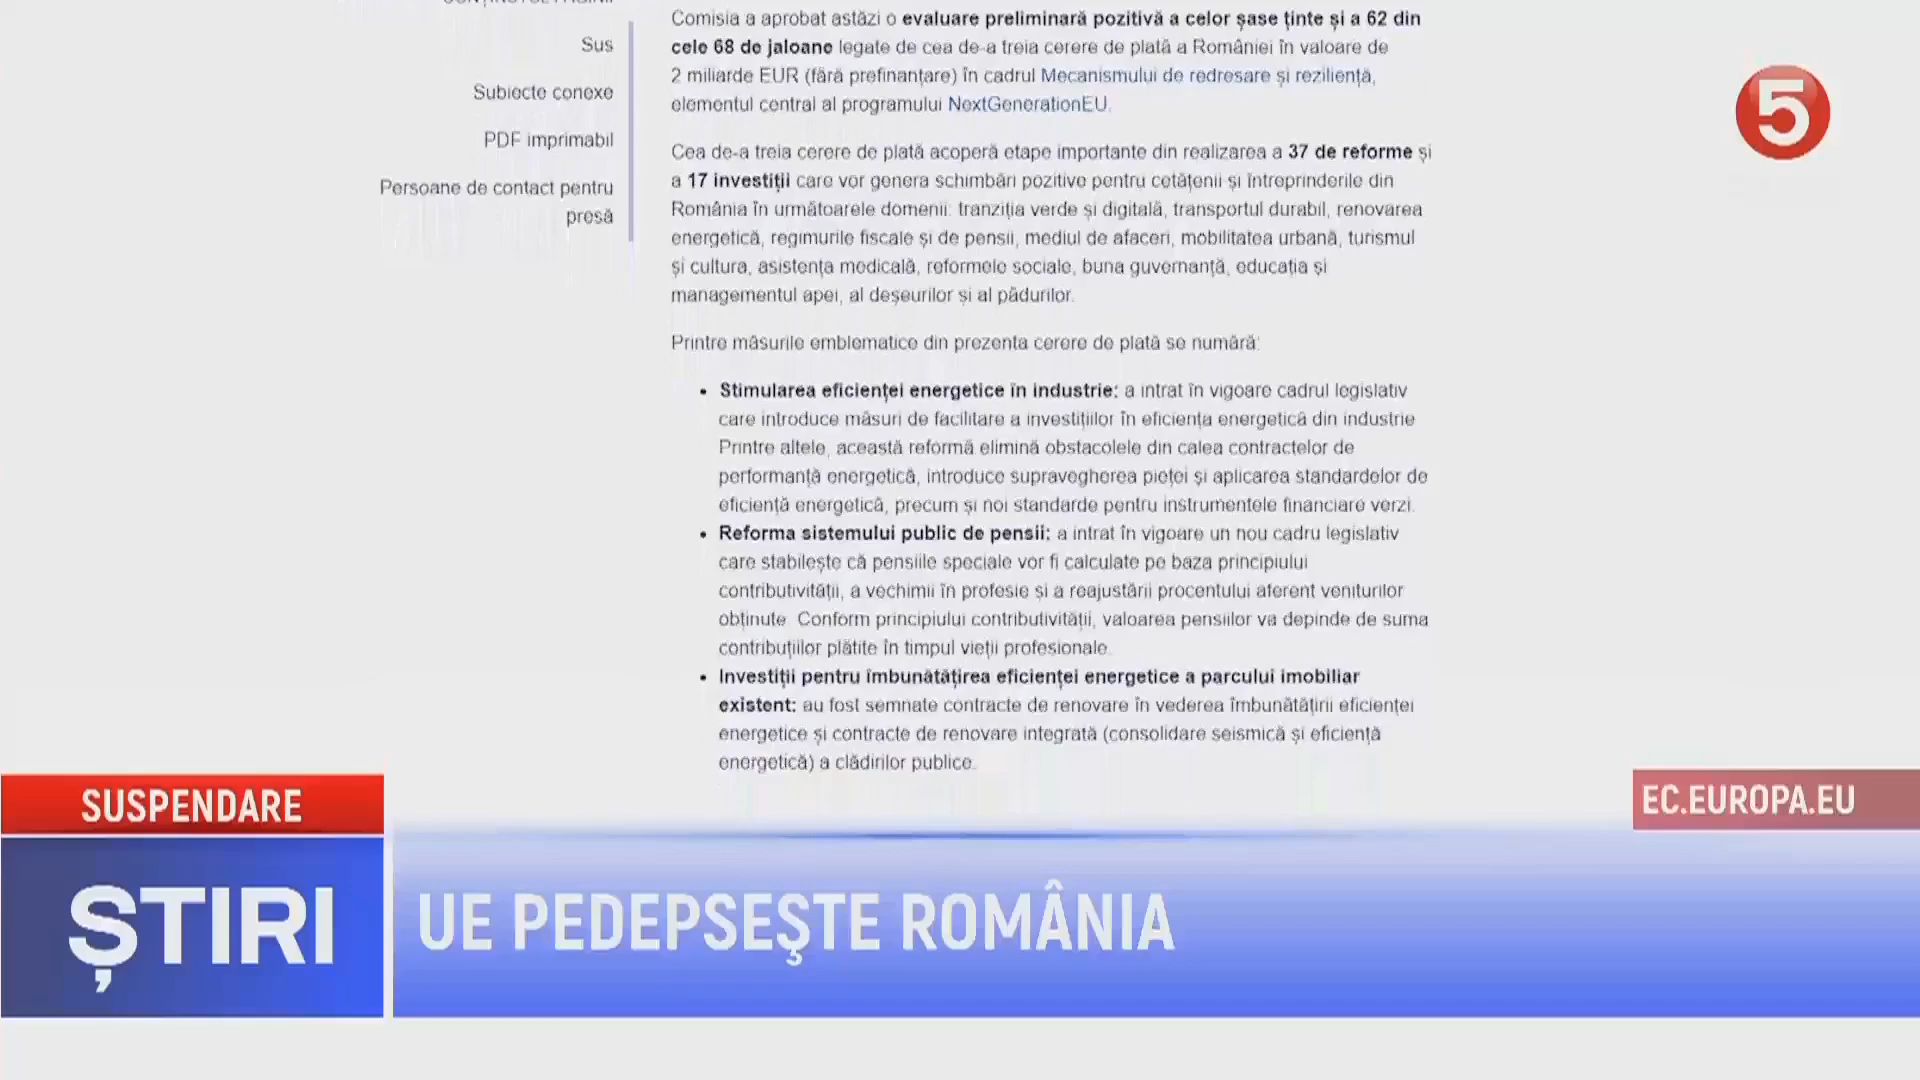 Sus
Subiecte conexe
PDF imprimabil
Persoane de contact pentru
presă
Comisia a aprobat astăzi o evaluare preliminară pozitivă a celor șase ținte și a 62 din
cele 68 de jaloane legate de cea de-a treia cerere de plată a României în valoare de
2 miliarde EUR (fără prefinanțare) în cadrul Mecanismului de redresare și reziliență,
elementul central al programului NextGenerationEU.
Cea de-a treia cerere de plată acoperă etape importante din realizarea a 37 de reforme și
a 17 investiții care vor genera schimbări pozitive pentru cetățenii și întreprinderile din
România în următoarele domenii: tranziția verde și digitală, transportul durabil, renovarea
energetică, regimurile fiscale și de pensii, mediul de afaceri, mobilitatea urbană, turismul
și cultura, asistența medicală, reformele sociale, buna guvernanță, educația și
managementul apei, al deșeurilor și al pădurilor.
Printre măsurile emblematice din prezenta cerere de plată se numără:
• Stimularea eficienței energetice în industrie: a intrat în vigoare cadrul legislativ
care introduce măsuri de facilitare a investițiilor în eficiența energetică din industrie
Printre altele, această reformă elimină obstacolele din calea contractelor de
performanță energetică, introduce supravegherea pieței și aplicarea standardelor de
eficiență energetică, precum și noi standarde pentru instrumentele financiare verzi.
• Reforma sistemului public de pensii: a intrat în vigoare un nou cadru legislativ
care stabilește că pensiile speciale vor fi calculate pe baza principiului
contributivității, a vechimii în profesie și a reajustării procentului aferent veniturilor
obținute. Conform principiului contributivității, valoarea pensiilor va depinde de suma
contribuțiilor plătite în timpul vieții profesionale.
• Investiții pentru îmbunătățirea eficienței energetice a parcului imobiliar
existent: au fost semnate contracte de renovare în vederea îmbunătățirii eficienței
energetice și contracte de renovare integrată (consolidare seismică și eficiență
energetică) a clădirilor publice.
5
EC.EUROPA.EU
SUSPENDARE
ȘTIRI
UE PEDEPSEŞTE ROMÂNIA